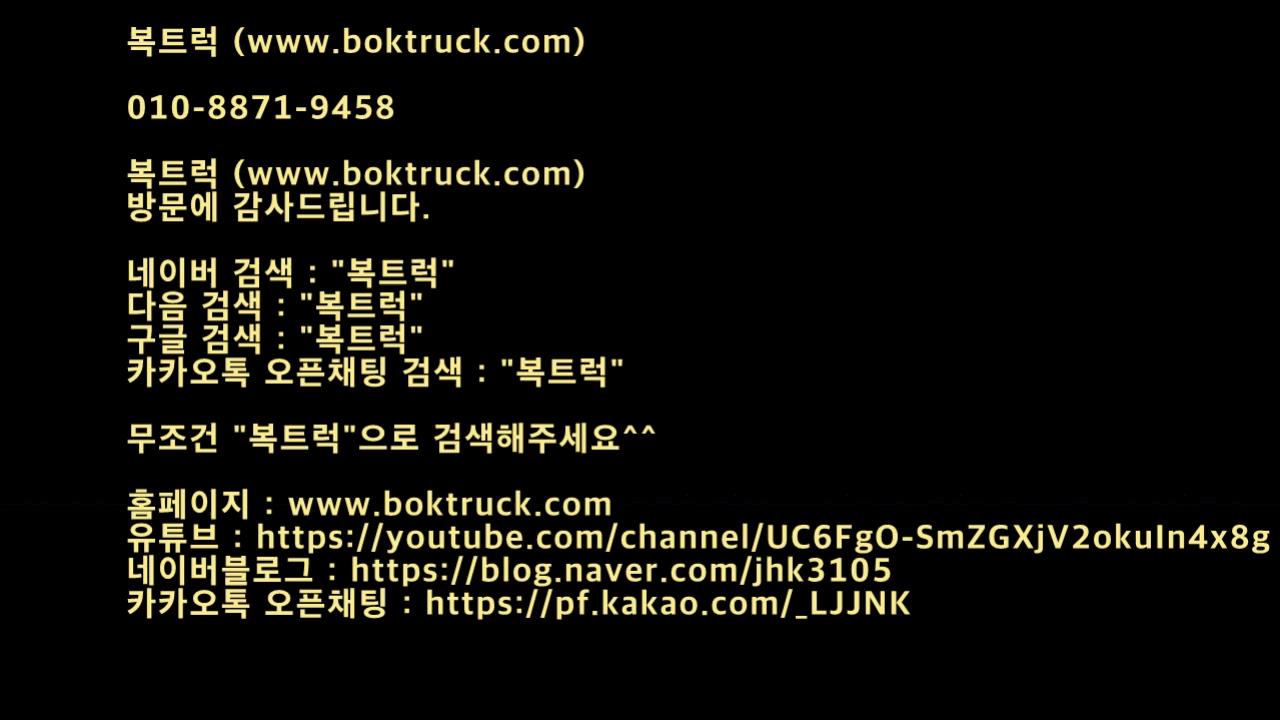 복트럭 (www.boktruck.com)
010-8871-9458
복트럭 (www.boktruck.com)
방문에 감사드립니다.
네이버 검색 : "복트럭"
다음 검색 : "복트럭"
구글 검색 : "복트럭"
카카오톡 오픈채팅 검색 : "복트럭"
무조건 "복트럭"으로 검색해주세요^^
홈페이지 : www.boktruck.com
유튜브 : https://youtube.com/channel/UC6FgO-SmZGXjV2okuIn4x8g
네이버블로그 : https://blog.naver.com/jhk3105
카카오톡 오픈채팅 : https://pf.kakao.com/_LJJNK